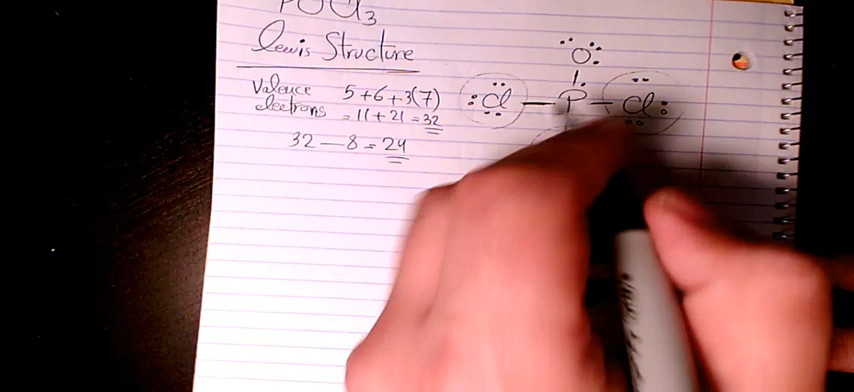 POCl3
Lewis Structure
Valence electrons 5+6+3(7)
= 11+21 = 32
32 — 8 = 24
O
Cl — P — Cl